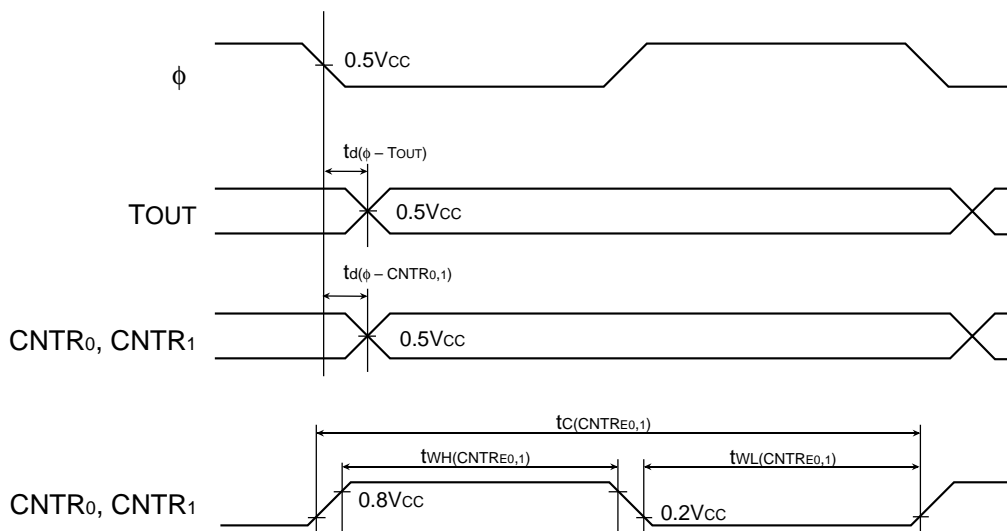 ϕ
0.5VCC
td(ϕ – TOUT)
TOUT
0.5VCC
td(ϕ – CNTR0,1)
CNTR0, CNTR1
0.5VCC
tC(CNTRE0,1)
tWH(CNTRE0,1)
tWL(CNTRE0,1)
CNTR0, CNTR1
0.8VCC
0.2VCC